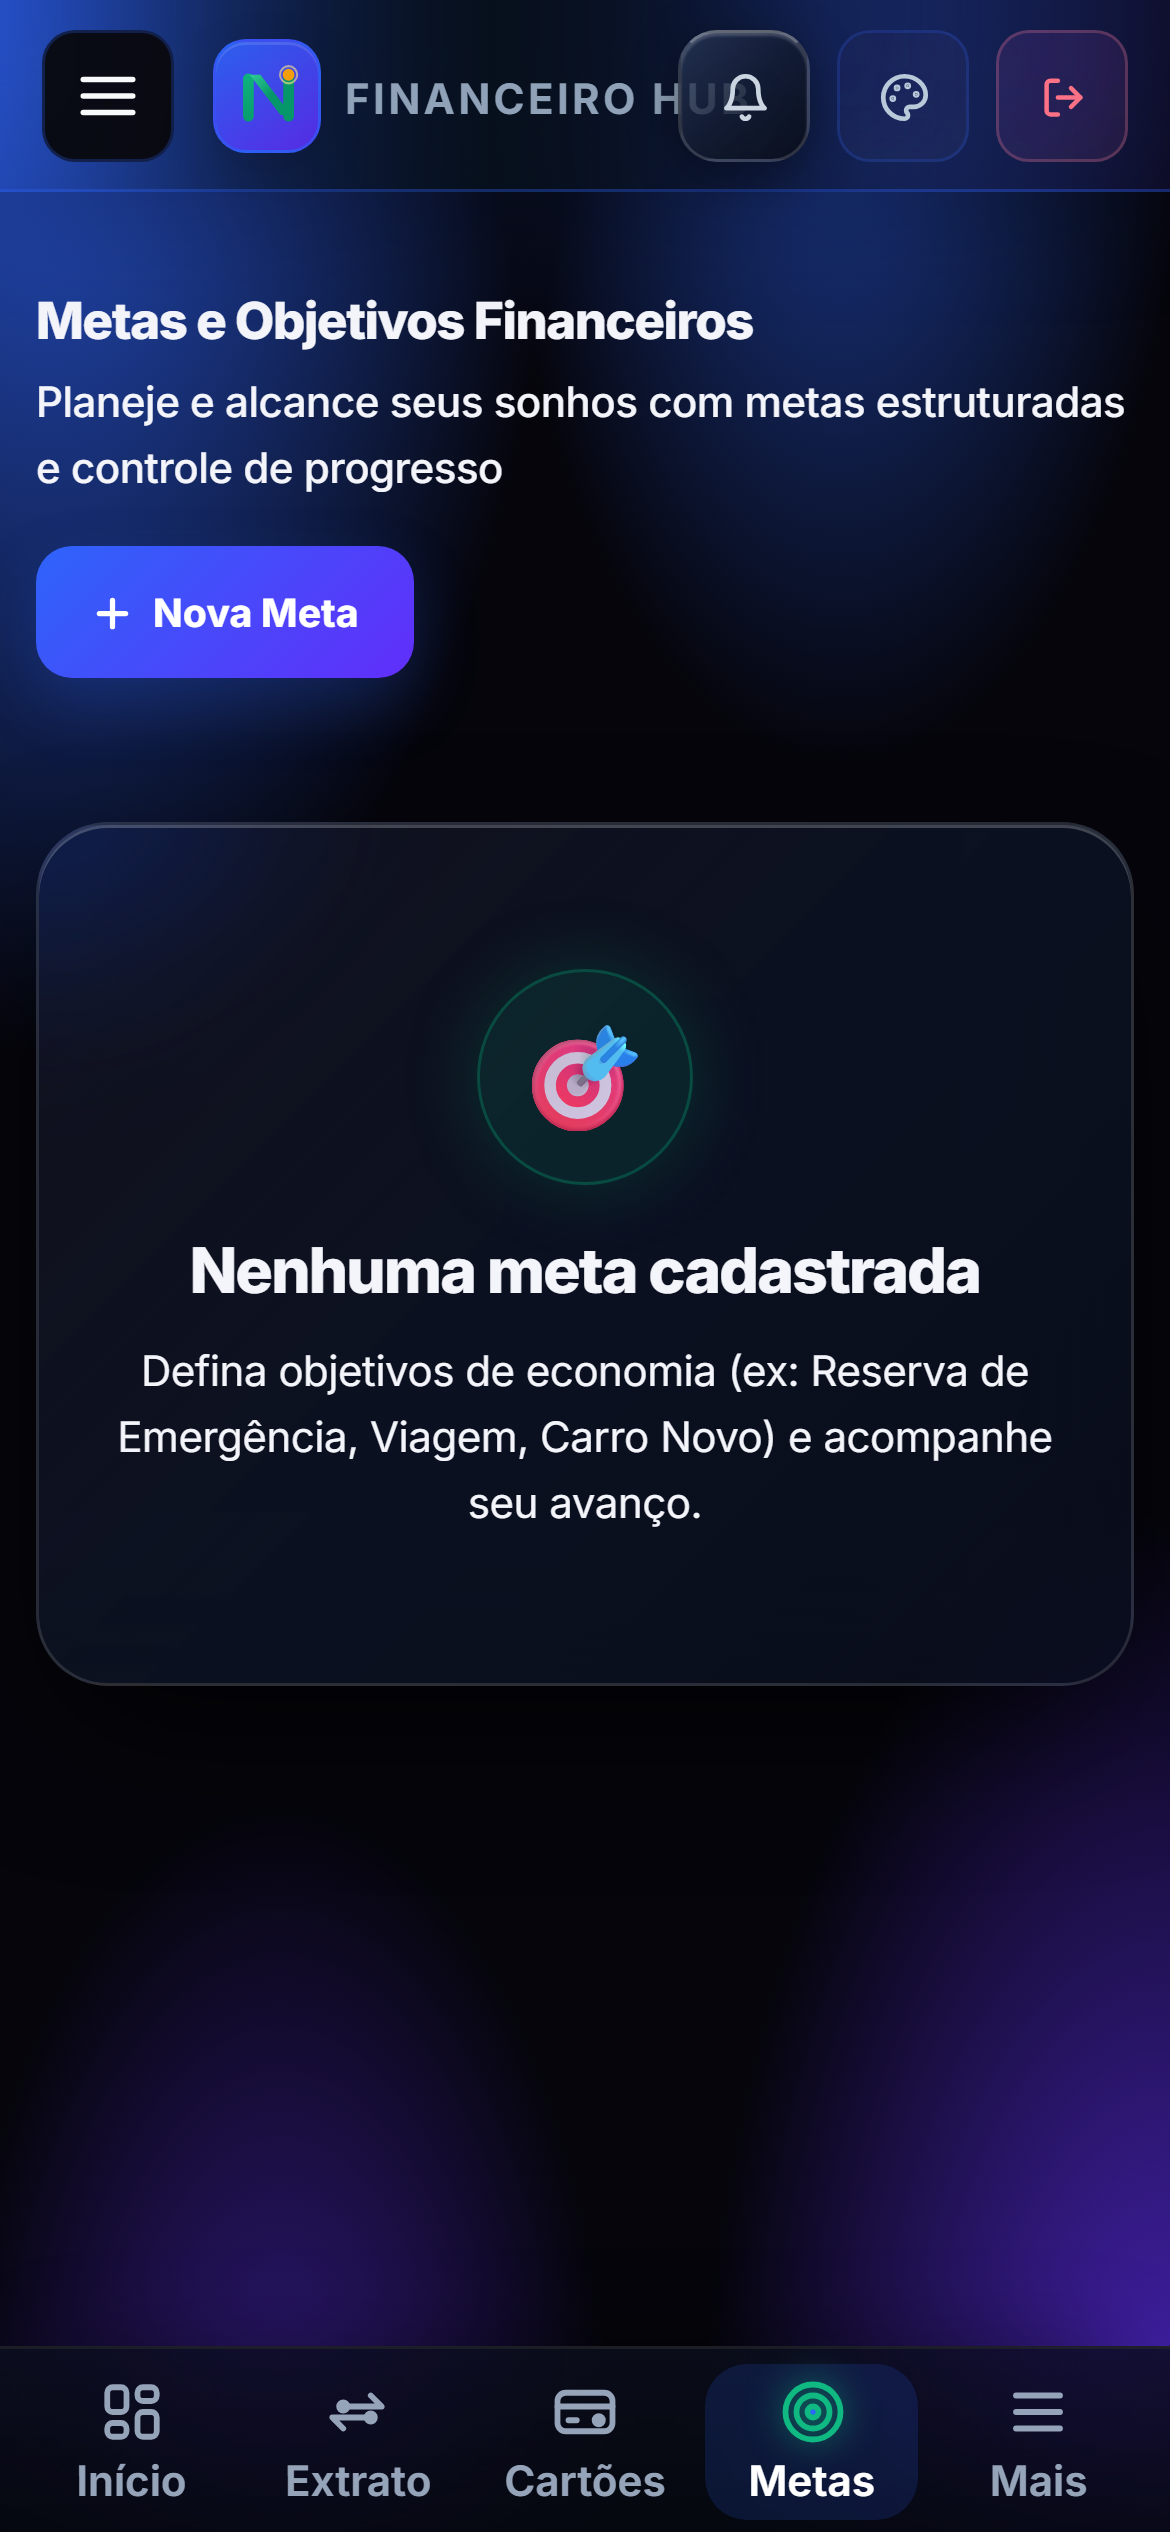 FINANCEIRO HUB
Metas e Objetivos Financeiros
Planeje e alcance seus sonhos com metas estruturadas
e controle de progresso
+ Nova Meta
Nenhuma meta cadastrada
Defina objetivos de economia (ex: Reserva de
Emergência, Viagem, Carro Novo) e acompanhe
seu avanço.
Início Extrato Cartões Metas Mais